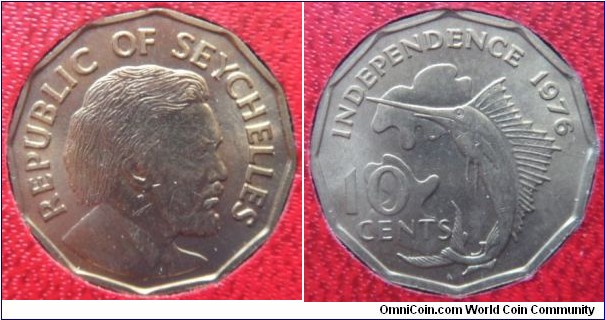 REPUBLIC OF SEYCHELLES
INDEPENDENCE 1976
10
CENTS
OmniCoin.com World Coin Community